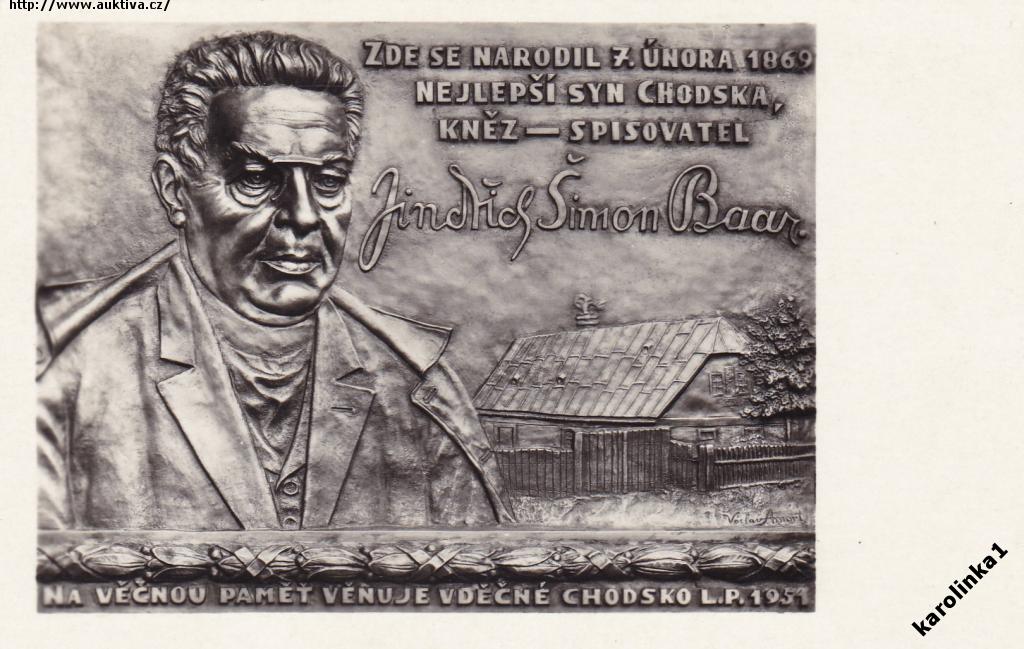 http://www.auktiva.cz/
ZDE SE NARODIL 7. ÚNORA 1869
NEJLEPŠÍ SYN CHODSKA,
KNĚZ — SPISOVATEL
Jindřich Šimon Baar.
NA VĚČNOU PAMĚŤ VĚNUJE VDĚČNÉ CHODSKO L.P. 1951
karolinka1